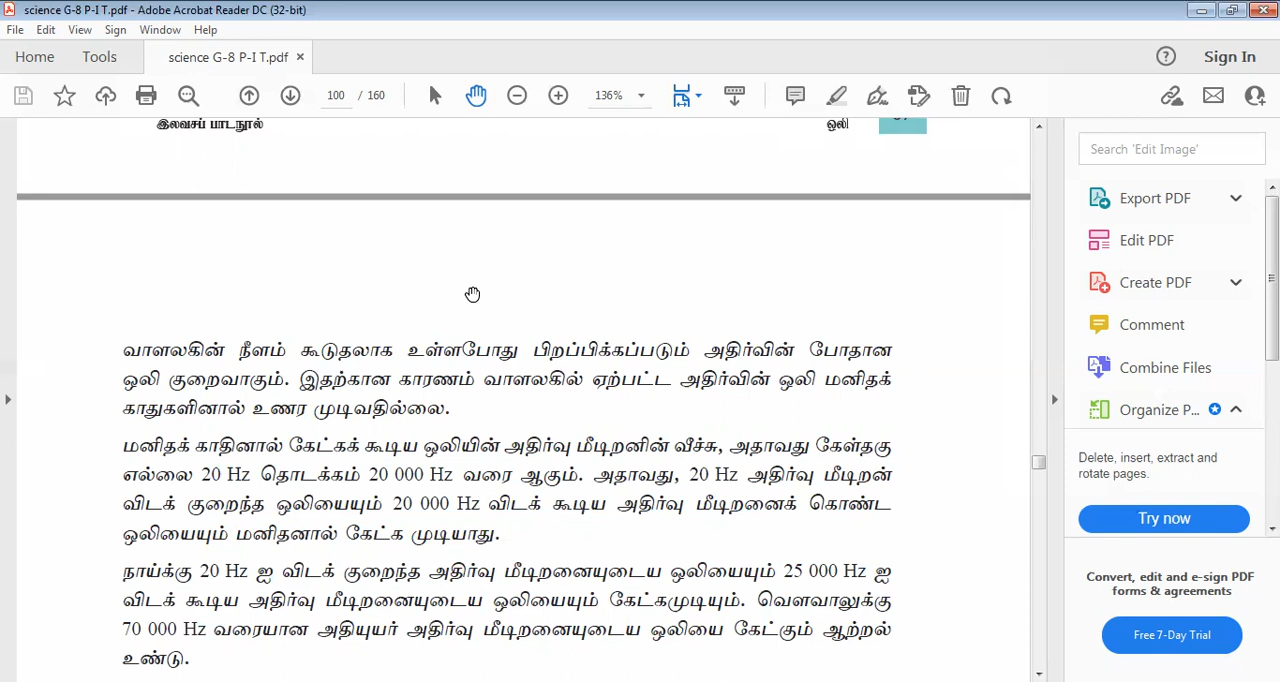 science G-8 P-I T.pdf - Adobe Acrobat Reader DC (32-bit)
File Edit View Sign Window Help
Home Tools science G-8 P-I T.pdf ×
Sign In
100 / 160
136%
இலவசப் பாடநூல் ஒலி
Search 'Edit Image'
Export PDF
Edit PDF
Create PDF
Comment
Combine Files
Organize P...
Delete, insert, extract and
rotate pages.
Try now
Convert, edit and e-sign PDF
forms & agreements
Free 7-Day Trial
வாளலகின் நீளம் கூடுதலாக உள்ளபோது பிறப்பிக்கப்படும் அதிர்வின் போதான
ஒலி குறைவாகும். இதற்கான காரணம் வாளலகில் ஏற்பட்ட அதிர்வின் ஒலி மனிதக்
காதுகளினால் உணர முடிவதில்லை.
மனிதக் காதினால் கேட்கக் கூடிய ஒலியின் அதிர்வு மீடிறனின் வீச்சு, அதாவது கேள்தகு
எல்லை 20 Hz தொடக்கம் 20 000 Hz வரை ஆகும். அதாவது, 20 Hz அதிர்வு மீடிறன்
விடக் குறைந்த ஒலியையும் 20 000 Hz விடக் கூடிய அதிர்வு மீடிறனைக் கொண்ட
ஒலியையும் மனிதனால் கேட்க முடியாது.
நாய்க்கு 20 Hz ஐ விடக் குறைந்த அதிர்வு மீடிறனையுடைய ஒலியையும் 25 000 Hz ஐ
விடக் கூடிய அதிர்வு மீடிறனையுடைய ஒலியையும் கேட்கமுடியும். வௌவாலுக்கு
70 000 Hz வரையான அதியுயர் அதிர்வு மீடிறனையுடைய ஒலியை கேட்கும் ஆற்றல்
உண்டு.